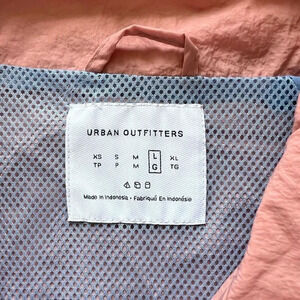 URBAN OUTFITTERS
XS S M L XL
TP P M G TG
Made in Indonesia • Fabriqué En Indonésie